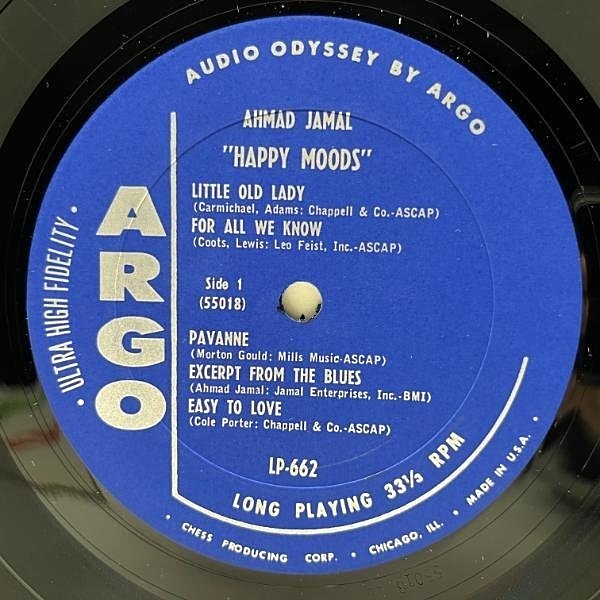 AUDIO ODYSSEY BY ARGO
AHMAD JAMAL
"HAPPY MOODS"
LITTLE OLD LADY
(Carmichael, Adams: Chappell & Co.-ASCAP)
FOR ALL WE KNOW
(Coots, Lewis: Leo Feist, Inc.-ASCAP)
• ULTRA HIGH FIDELITY •
ARGO
Side 1
(55018)
PAVANNE
(Morton Gould: Mills Music-ASCAP)
EXCERPT FROM THE BLUES
(Ahmad Jamal: Jamal Enterprises, Inc.-BMI)
EASY TO LOVE
(Cole Porter: Chappell & Co.-ASCAP)
LP-662
LONG PLAYING 33⅓ RPM
• CHESS PRODUCING CORP. • CHICAGO, ILL. • MADE IN U.S.A. •